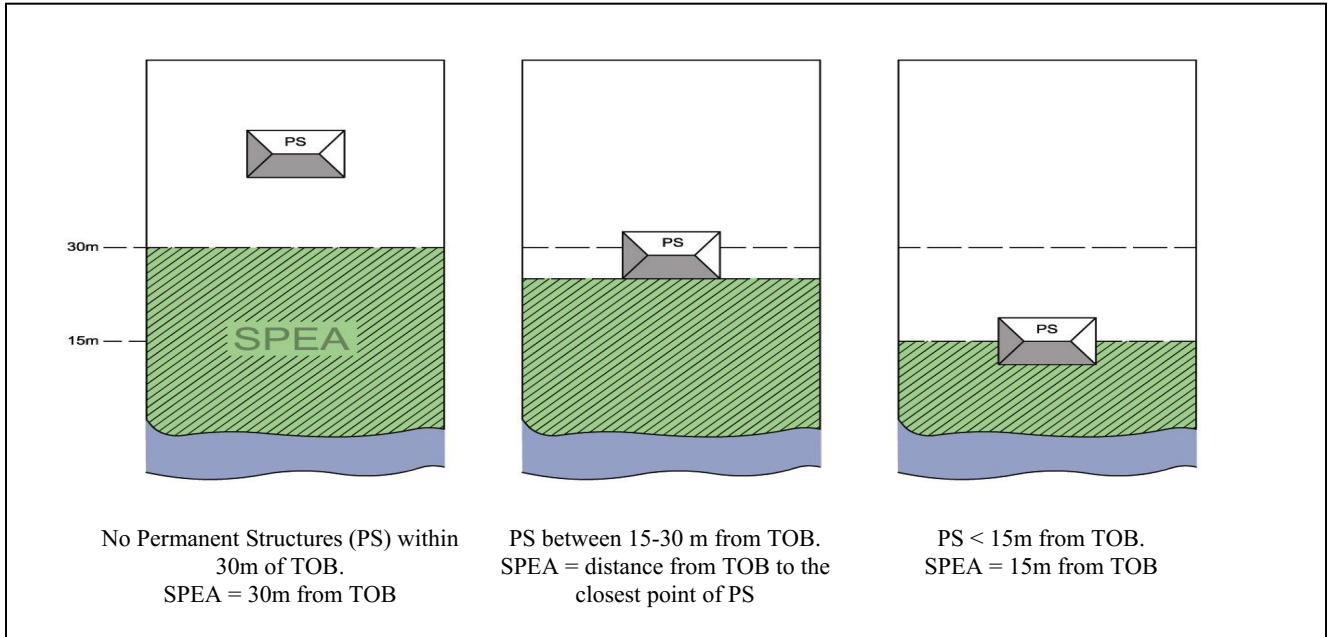 PS
30m
SPEA
15m
No Permanent Structures (PS) within
30m of TOB.
SPEA = 30m from TOB
PS
PS between 15-30 m from TOB.
SPEA = distance from TOB to the
closest point of PS
PS
PS < 15m from TOB.
SPEA = 15m from TOB